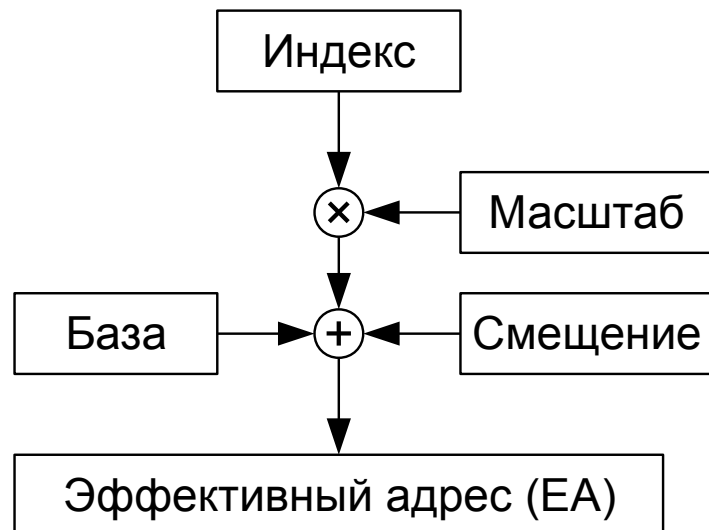 Индекс
×
Масштаб
База
+
Смещение
Эффективный адрес (EA)